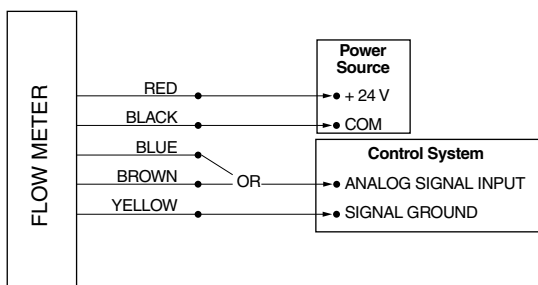 FLOW METER
RED
BLACK
BLUE
BROWN
YELLOW
OR
Power
Source
+ 24 V
COM
Control System
ANALOG SIGNAL INPUT
SIGNAL GROUND